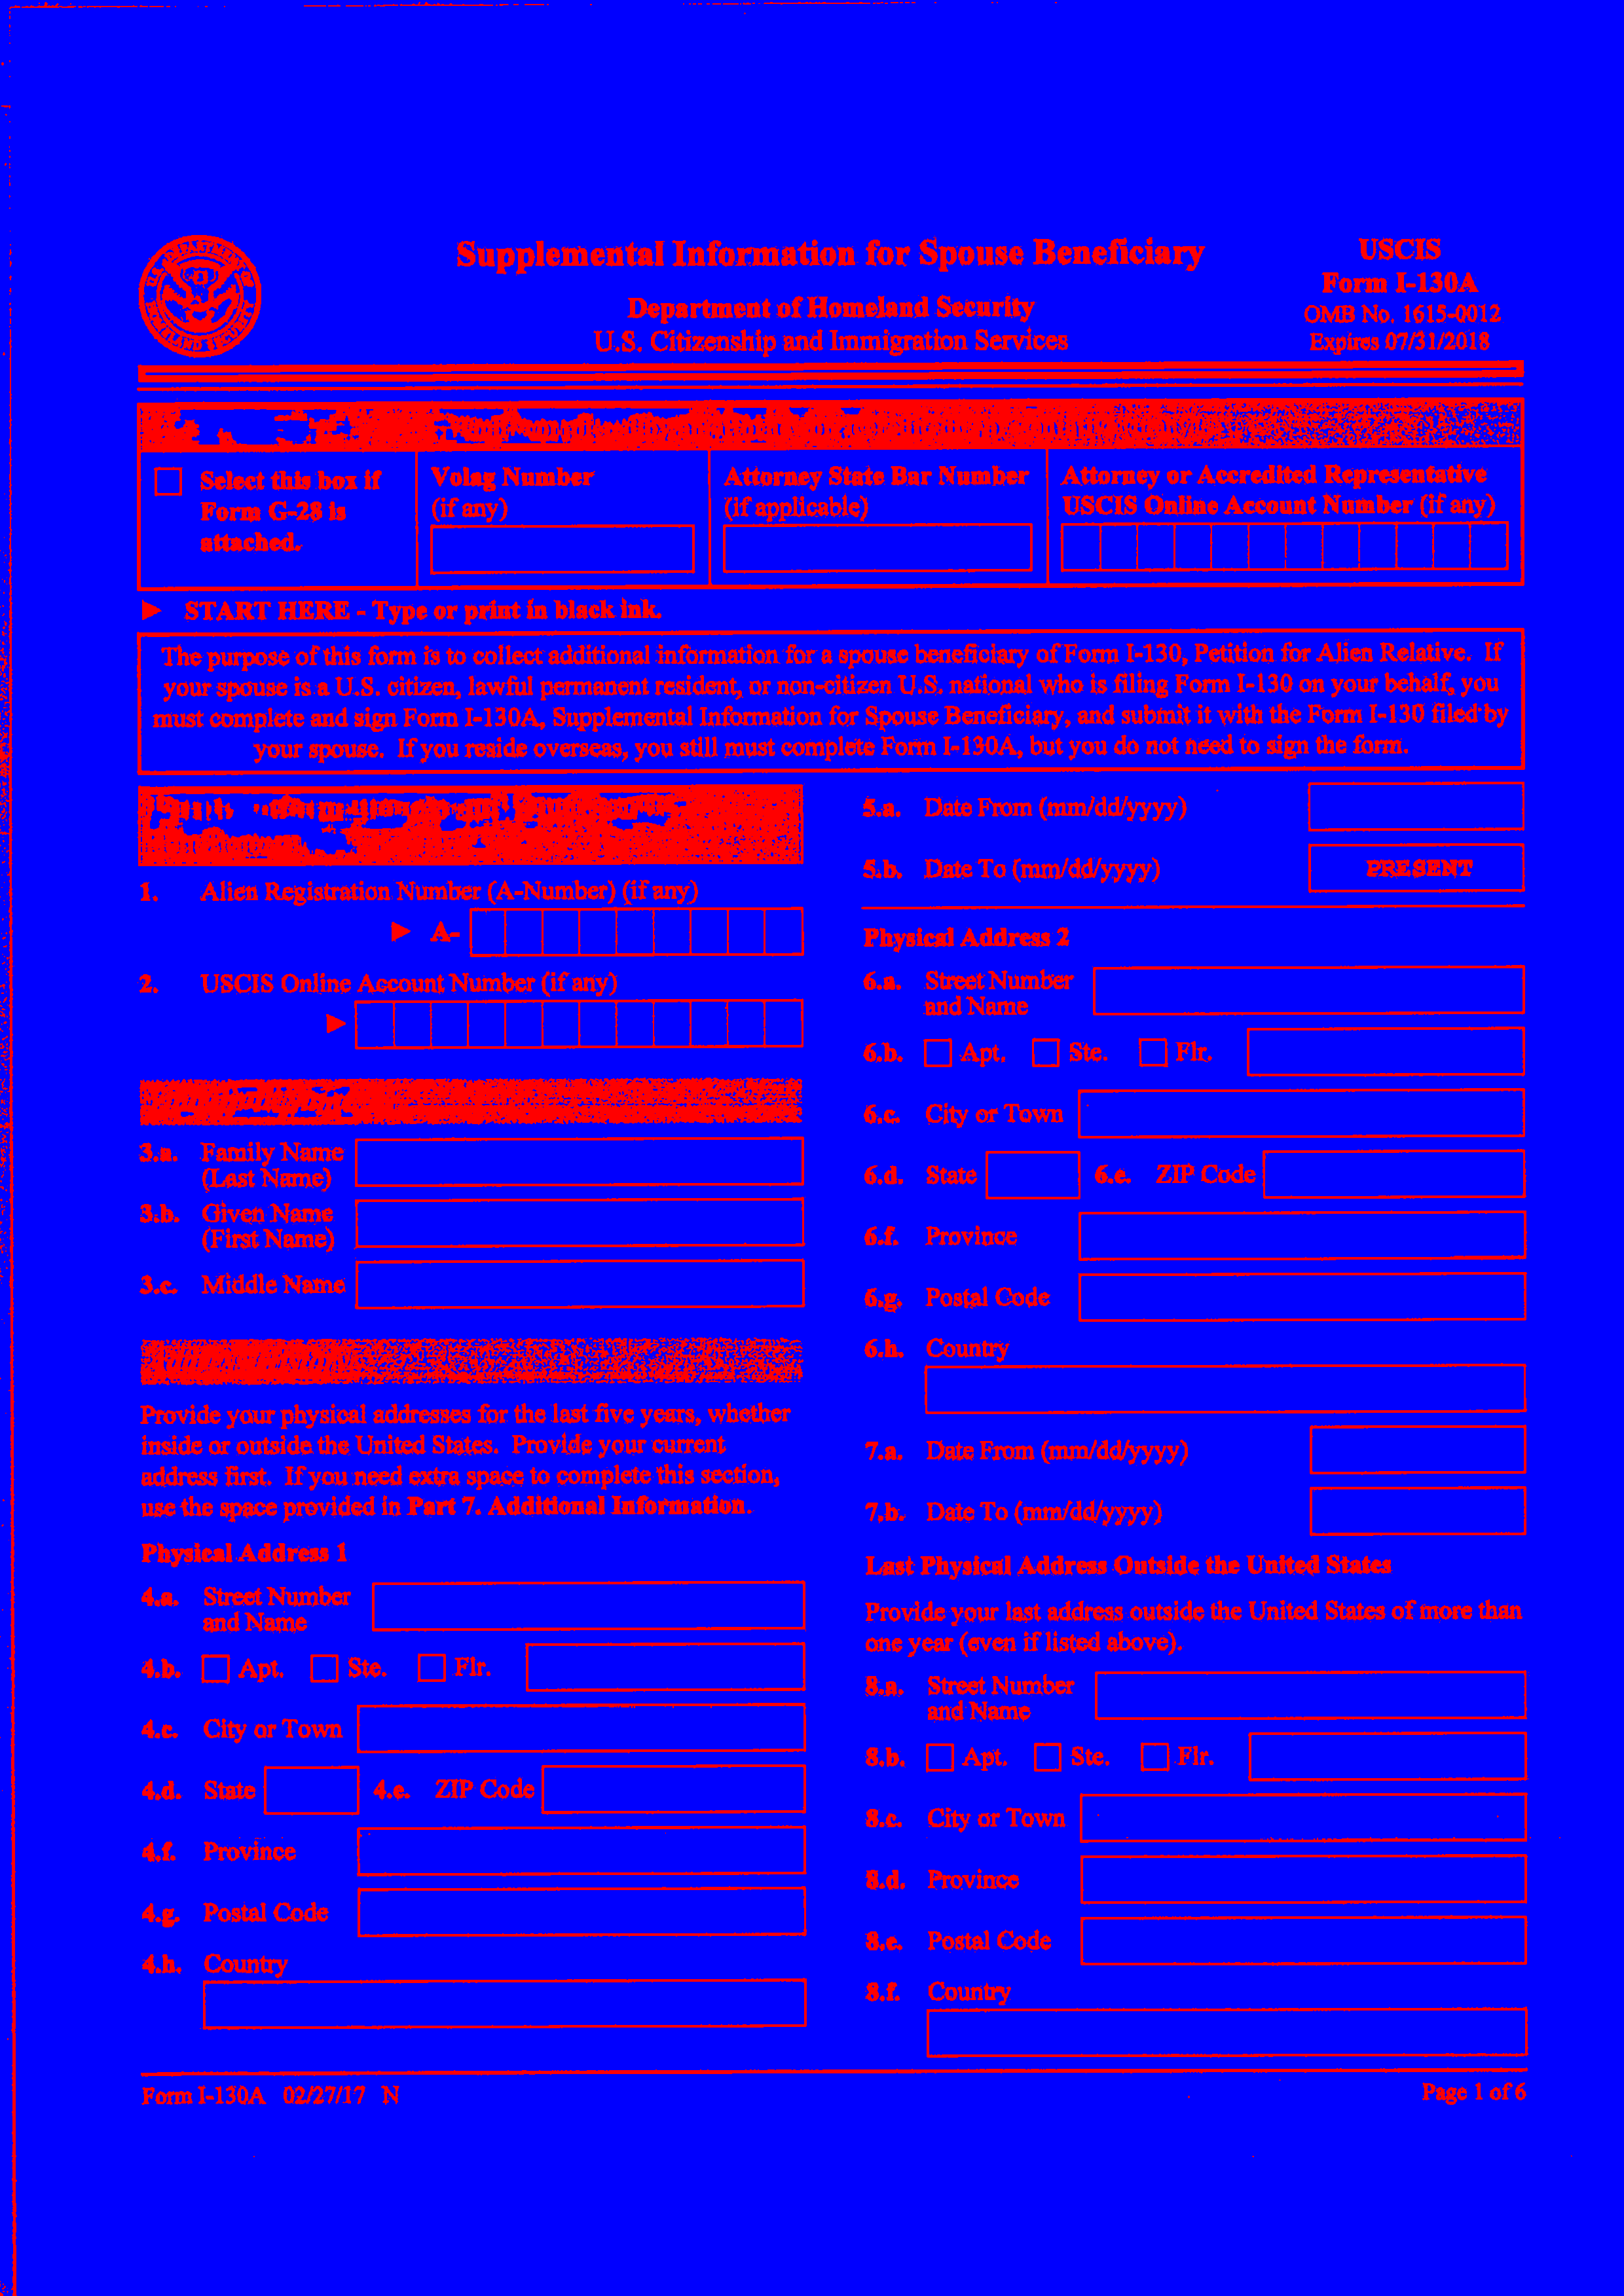 U.S. DEPARTMENT OF
HOMELAND SECURITY
Supplemental Information for Spouse Beneficiary
Department of Homeland Security
U.S. Citizenship and Immigration Services
USCIS
Form I-130A
OMB No. 1615-0012
Expires 07/31/2018
Select this box if
Form G-28 is
attached.
Volag Number
(if any)
Attorney State Bar Number
(if applicable)
Attorney or Accredited Representative
USCIS Online Account Number (if any)
► START HERE - Type or print in black ink.
The purpose of this form is to collect additional information for a spouse beneficiary of Form I-130, Petition for Alien Relative. If
your spouse is a U.S. citizen, lawful permanent resident, or non-citizen U.S. national who is filing Form I-130 on your behalf, you
must complete and sign Form I-130A, Supplemental Information for Spouse Beneficiary, and submit it with the Form I-130 filed by
your spouse. If you reside overseas, you still must complete Form I-130A, but you do not need to sign the form.
1. Alien Registration Number (A-Number) (if any)
► A-
2. USCIS Online Account Number (if any)
►
3.a. Family Name
(Last Name)
3.b. Given Name
(First Name)
3.c. Middle Name
Provide your physical addresses for the last five years, whether
inside or outside the United States. Provide your current
address first. If you need extra space to complete this section,
use the space provided in Part 7. Additional Information.
Physical Address 1
4.a. Street Number
and Name
4.b. Apt. Ste. Flr.
4.c. City or Town
4.d. State 4.e. ZIP Code
4.f. Province
4.g. Postal Code
4.h. Country
5.a. Date From (mm/dd/yyyy)
5.b. Date To (mm/dd/yyyy) PRESENT
Physical Address 2
6.a. Street Number
and Name
6.b. Apt. Ste. Flr.
6.c. City or Town
6.d. State 6.e. ZIP Code
6.f. Province
6.g. Postal Code
6.h. Country
7.a. Date From (mm/dd/yyyy)
7.b. Date To (mm/dd/yyyy)
Last Physical Address Outside the United States
Provide your last address outside the United States of more than
one year (even if listed above).
8.a. Street Number
and Name
8.b. Apt. Ste. Flr.
8.c. City or Town
8.d. Province
8.e. Postal Code
8.f. Country
Form I-130A 02/27/17 N
Page 1 of 6